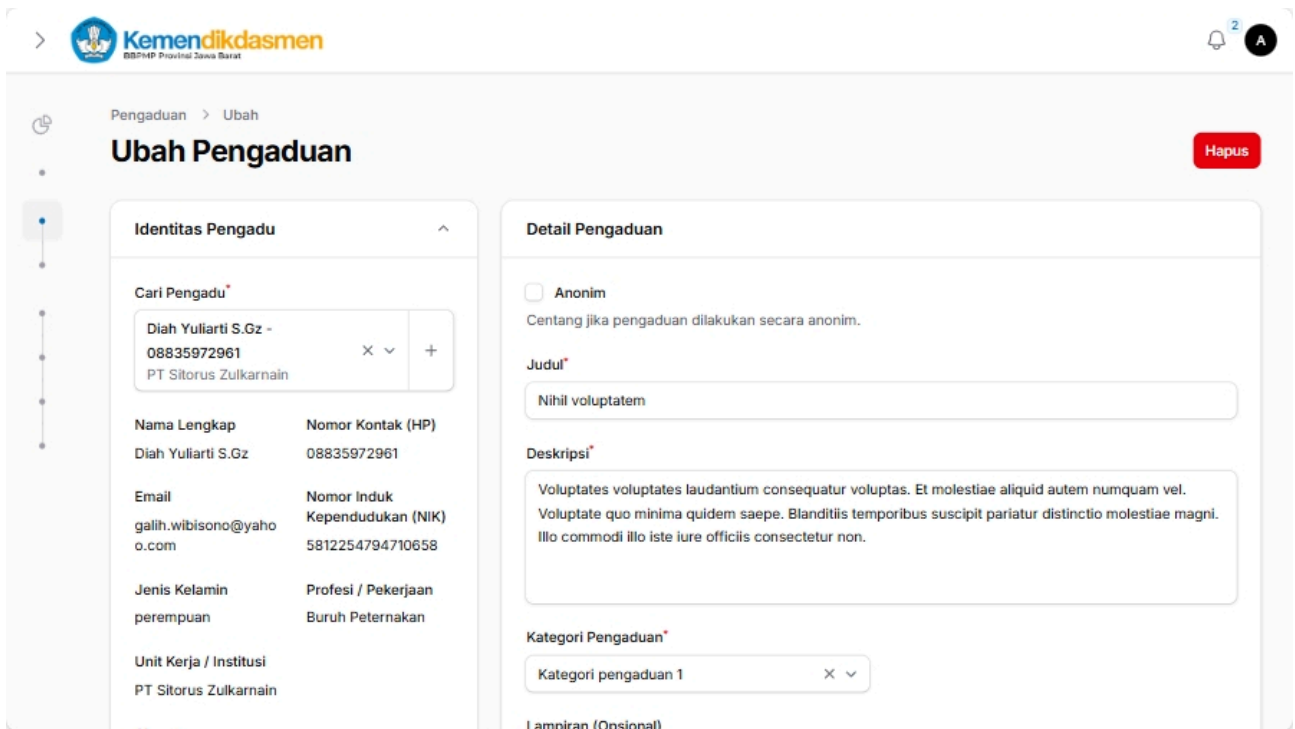 Kemendikdasmen
BBPMP Provinsi Jawa Barat
2
A
Pengaduan > Ubah
Ubah Pengaduan
Hapus
Identitas Pengadu
Cari Pengadu*
Diah Yuliarti S.Gz -
08835972961
PT Sitorus Zulkarnain
Nama Lengkap
Diah Yuliarti S.Gz
Nomor Kontak (HP)
08835972961
Email
galih.wibisono@yaho
o.com
Nomor Induk
Kependudukan (NIK)
5812254794710658
Jenis Kelamin
perempuan
Profesi / Pekerjaan
Buruh Peternakan
Unit Kerja / Institusi
PT Sitorus Zulkarnain
Detail Pengaduan
Anonim
Centang jika pengaduan dilakukan secara anonim.
Judul*
Nihil voluptatem
Deskripsi*
Voluptates voluptates laudantium consequatur voluptas. Et molestiae aliquid autem numquam vel.
Voluptate quo minima quidem saepe. Blanditiis temporibus suscipit pariatur distinctio molestiae magni.
Illo commodi illo iste iure officiis consectetur non.
Kategori Pengaduan*
Kategori pengaduan 1
Lampiran (Opsional)